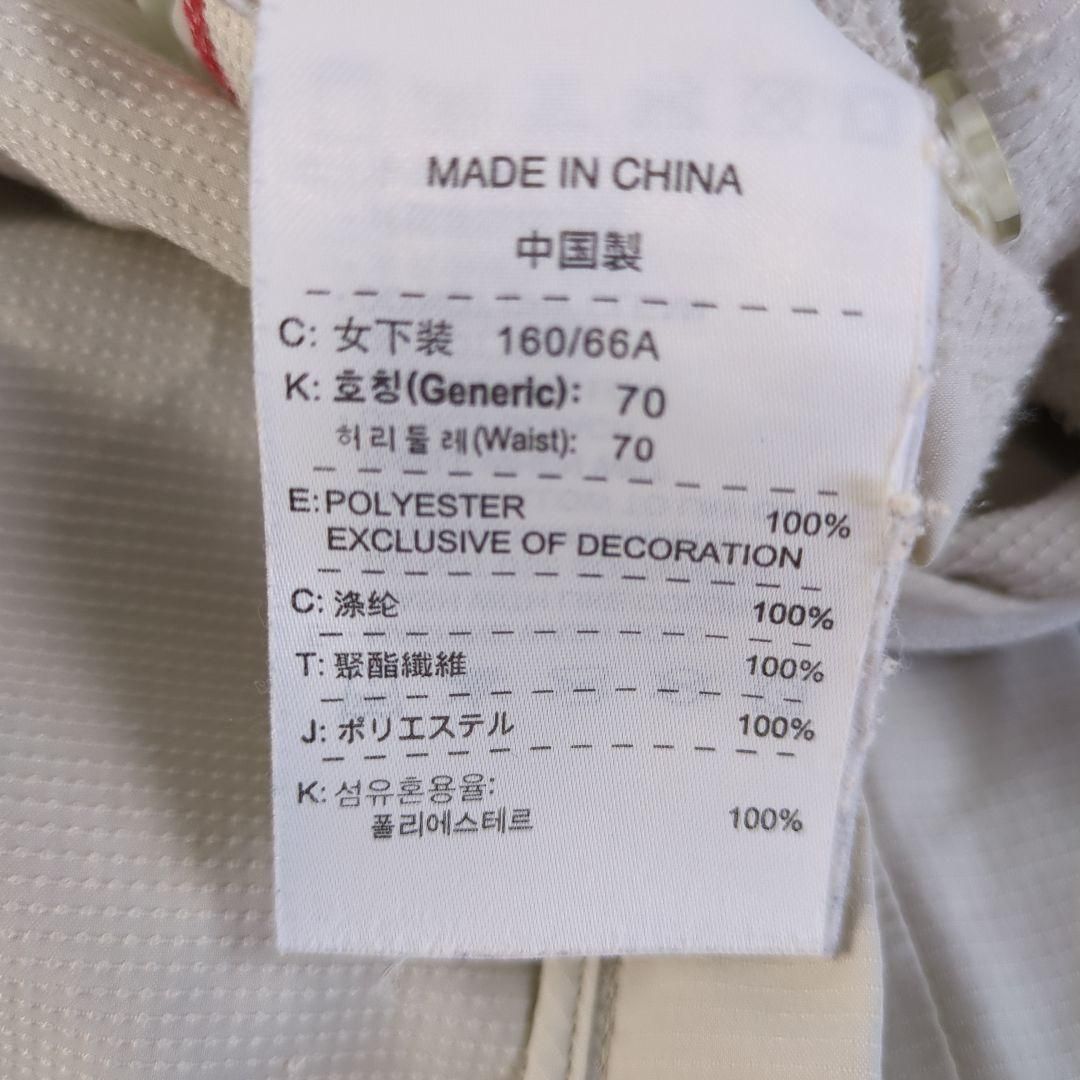 MADE IN CHINA
中国製
C: 女下装 160/66A
K: 호칭(Generic): 70
허리둘레(Waist): 70
E: POLYESTER 100%
EXCLUSIVE OF DECORATION
C: 涤纶 100%
T: 聚酯纖維 100%
J: ポリエステル 100%
K: 섬유혼용율:
폴리에스테르 100%